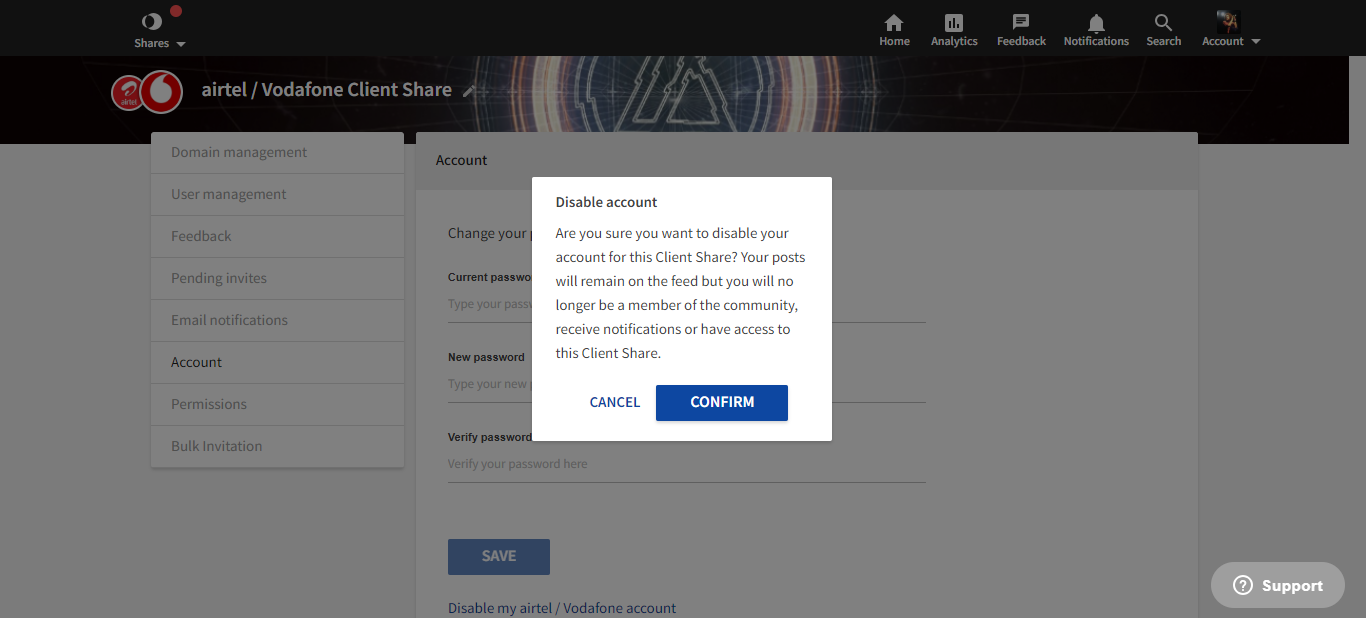 Shares
Home
Analytics
Feedback
Notifications
Search
Account
airtel
airtel / Vodafone Client Share
Domain management
User management
Feedback
Pending invites
Email notifications
Account
Permissions
Bulk Invitation
Account
Change your
Current passwo
Type your pass
New password
Type your new
Verify password
Verify your password here
SAVE
Disable my airtel / Vodafone account
Disable account
Are you sure you want to disable your
account for this Client Share? Your posts
will remain on the feed but you will no
longer be a member of the community,
receive notifications or have access to
this Client Share.
CANCEL
CONFIRM
Support